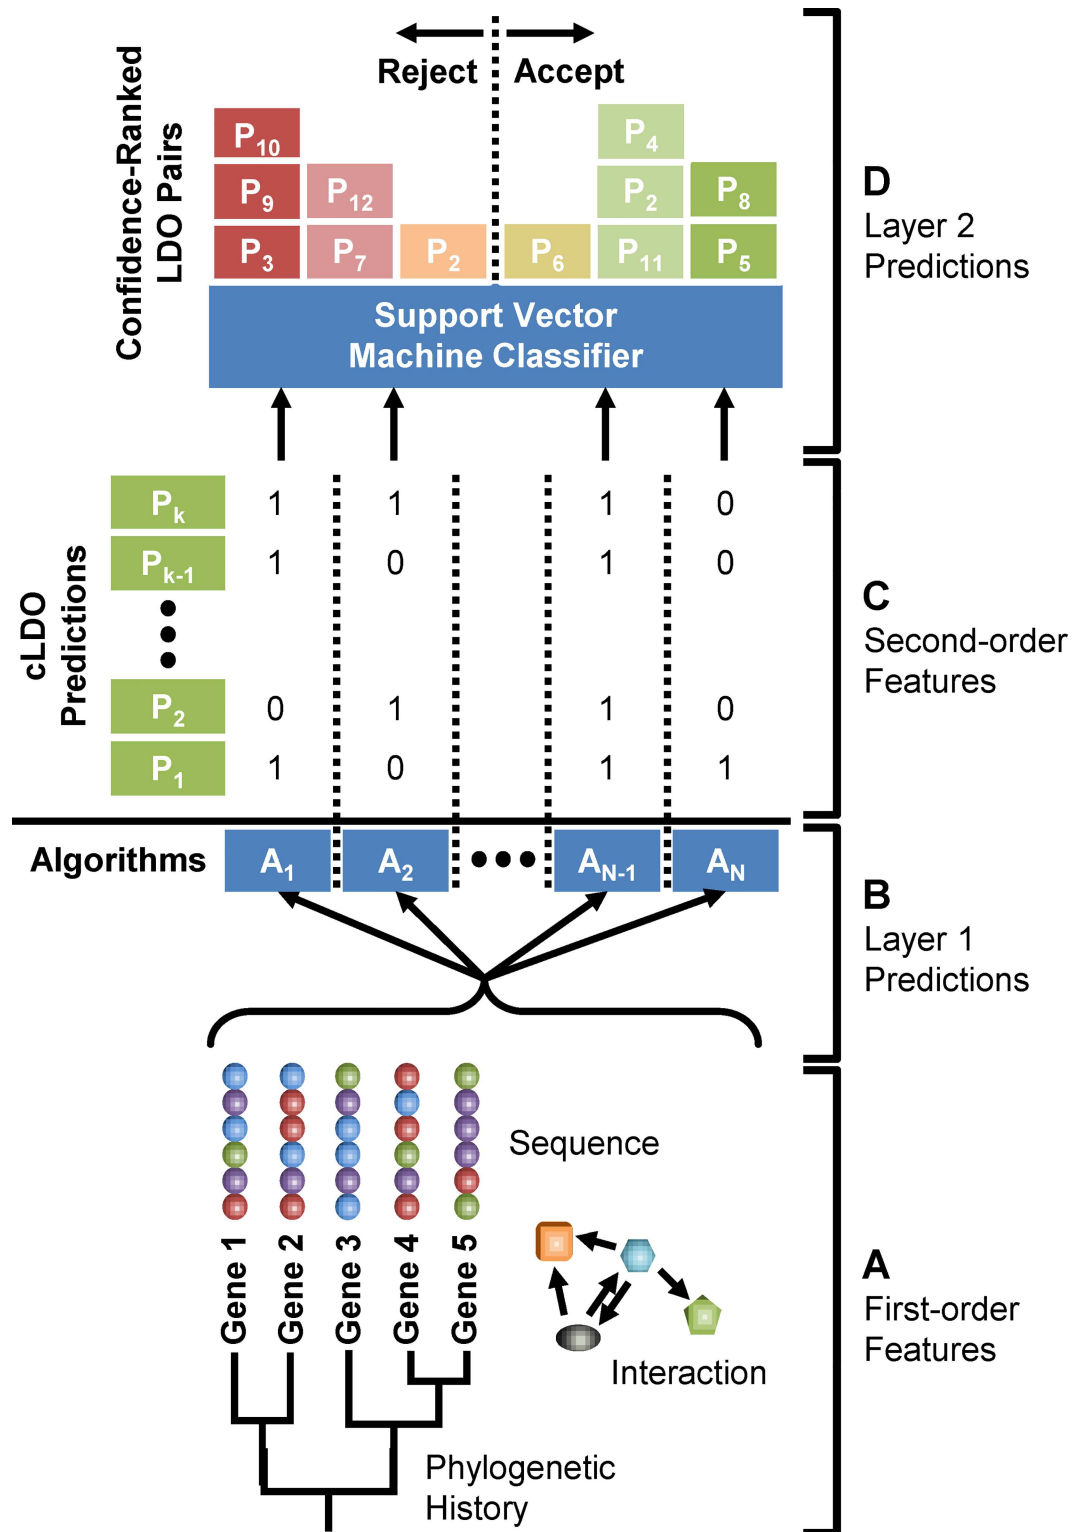 Reject Accept
Confidence-Ranked
LDO Pairs
P10 P4
P9 P12 P2 P8
P3 P7 P2 P6 P11 P5
Support Vector
Machine Classifier
D
Layer 2
Predictions
cLDO
Predictions
Pk 1 1 1 0
Pk-1 1 0 1 0
P2 0 1 1 0
P1 1 0 1 1
C
Second-order
Features
Algorithms A1 A2 AN-1 AN
B
Layer 1
Predictions
Sequence
Gene 1
Gene 2
Gene 3
Gene 4
Gene 5
Interaction
Phylogenetic
History
A
First-order
Features